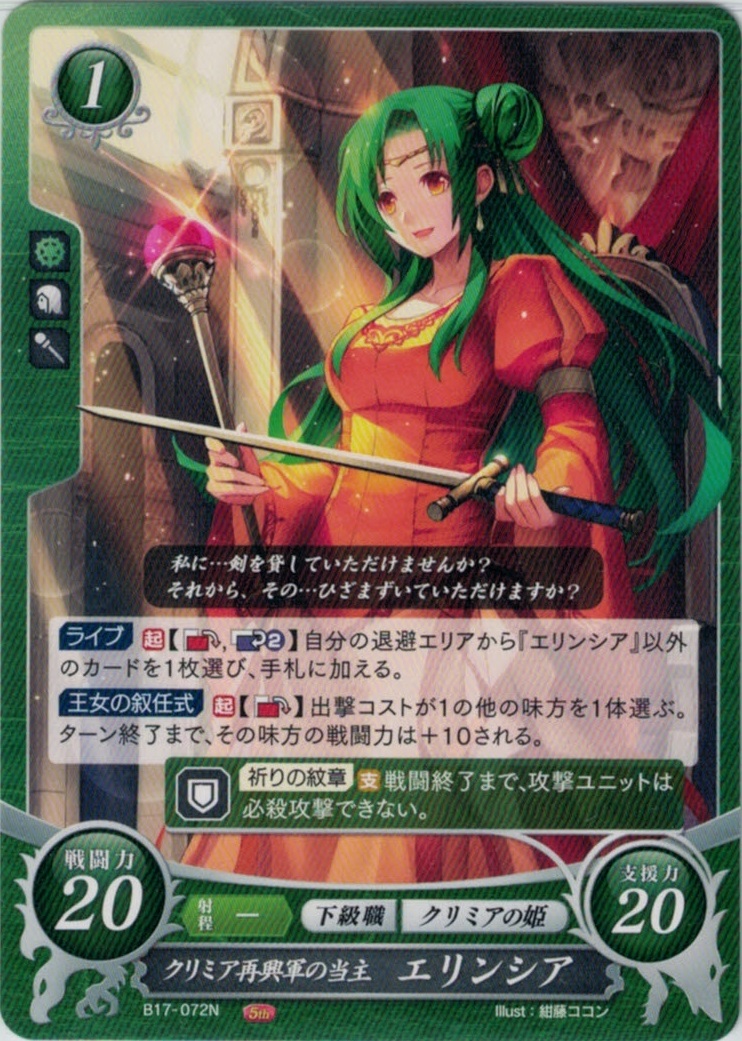 1
私に…剣を貸していただけませんか?
それから、その…ひざまずいていただけますか?
ライブ 起【 , 2】自分の退避エリアから『エリンシア』以外
のカードを1枚選び、手札に加える。
王女の叙任式 起【 】出撃コストが1の他の味方を1体選ぶ。
ターン終了まで、その味方の戦闘力は+10される。
祈りの紋章 支 戦闘終了まで、攻撃ユニットは
必殺攻撃できない。
戦闘力
20
射程 —
下級職 クリミアの姫
支援力
20
クリミア再興軍の当主 エリンシア
B17-072N 5th Illust:紺藤ココン